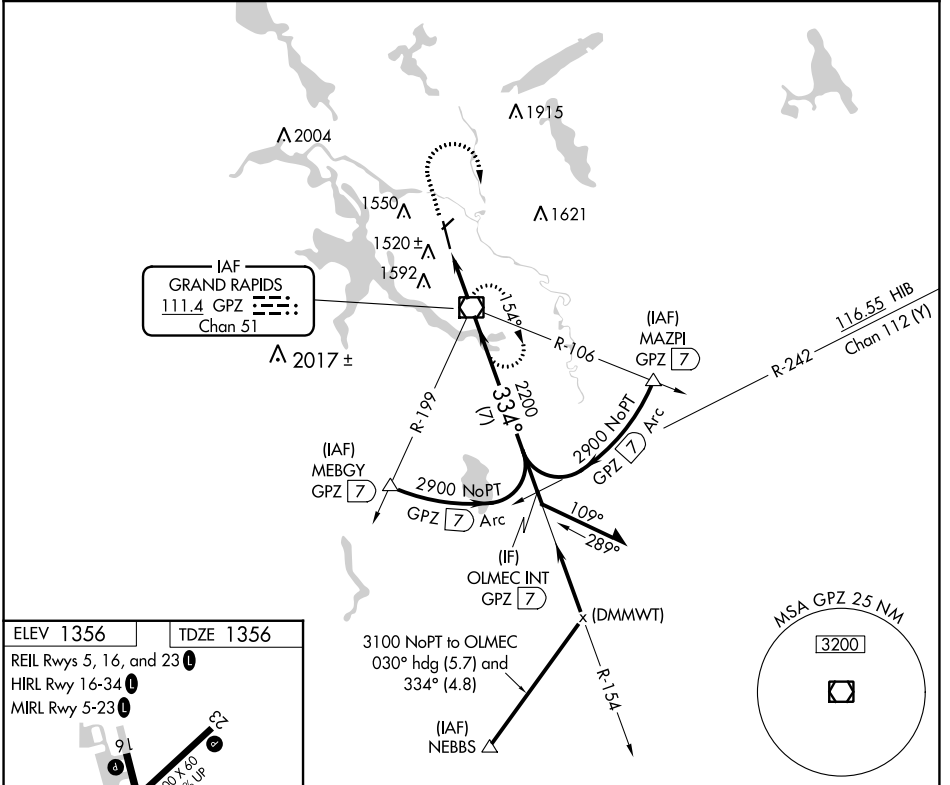 1915
2004
1550
1621
1520 ±
1592
IAF
GRAND RAPIDS
111.4 GPZ
Chan 51
2017 ±
154°
R-106
(IAF)
MAZPI
GPZ 7
116.55 HIB
Chan 112 (Y)
R-242
R-199
2200
334°
(7)
2900 NoPT
GPZ 7 Arc
(IAF)
MEBGY
GPZ 7
2900 NoPT
GPZ 7 Arc
109°
289°
(IF)
OLMEC INT
GPZ 7
(DMMWT)
3100 NoPT to OLMEC
030° hdg (5.7) and
334° (4.8)
R-154
(IAF)
NEBBS
MSA GPZ 25 NM
3200
ELEV 1356
TDZE 1356
REIL Rwys 5, 16, and 23 L
HIRL Rwy 16-34 L
MIRL Rwy 5-23 L
23
16
P
P
X 60
% UP